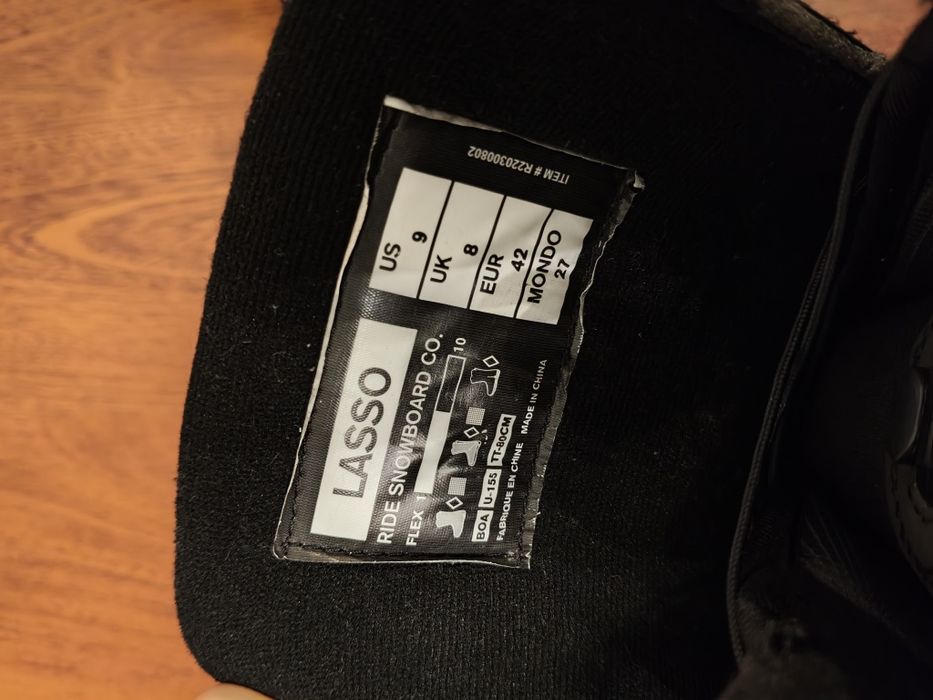 ITEM # R220300802
US 9
UK 8
EUR 42
MONDO 27
LASSO
RIDE SNOWBOARD CO.
FLEX 1 10
BOA U-155 TT-80CM
FABRIQUE EN CHINE MADE IN CHINA